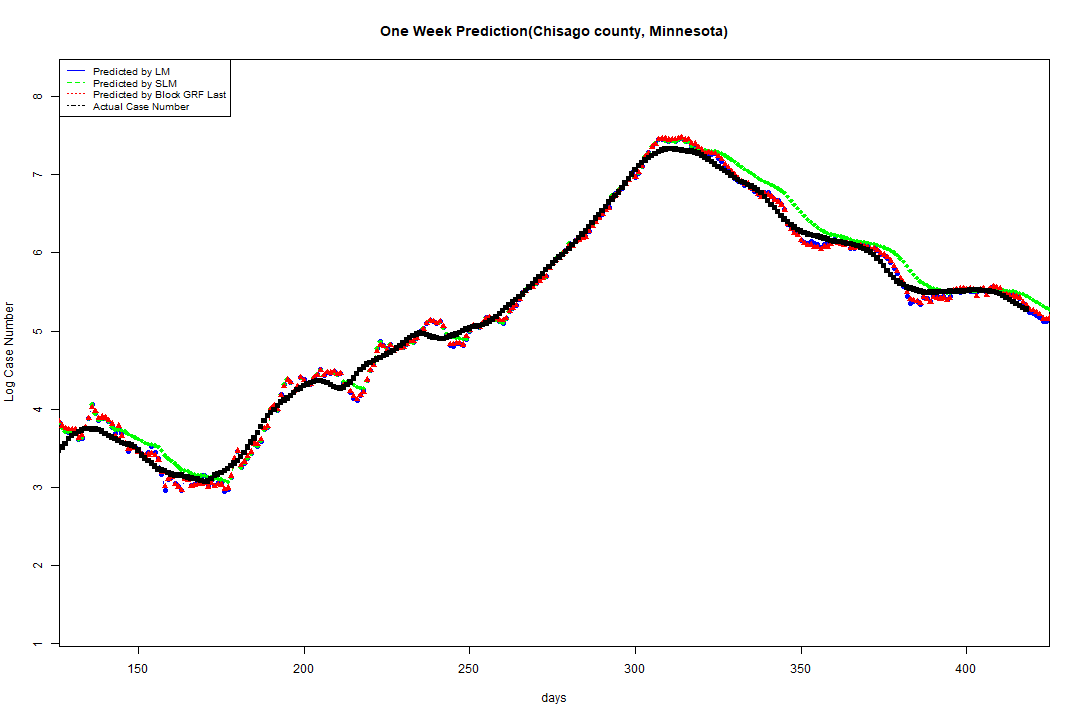 One Week Prediction(Chisago county, Minnesota)
Predicted by LM
Predicted by SLM
Predicted by Block GRF Last
Actual Case Number
8
7
6
5
4
3
2
1
Log Case Number
150 200 250 300 350 400
days